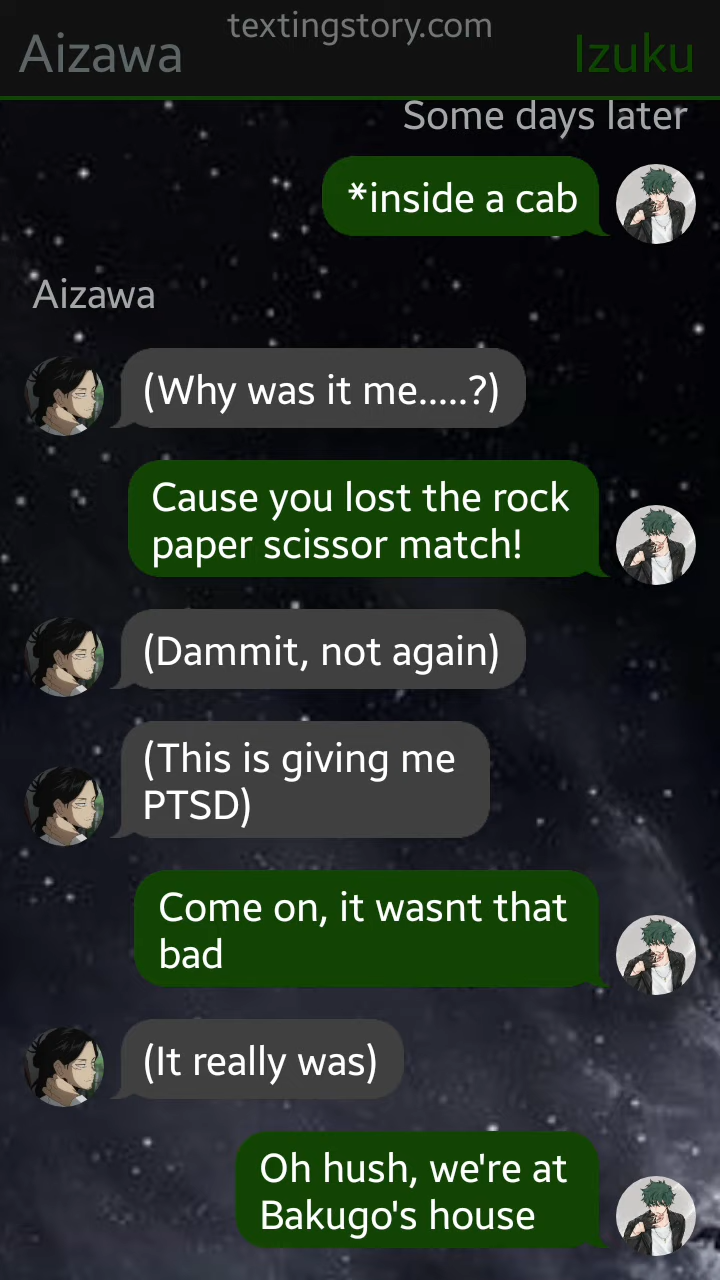 textingstory.com
Aizawa
Izuku
Some days later
*inside a cab
Aizawa
(Why was it me.....?)
Cause you lost the rock
paper scissor match!
(Dammit, not again)
(This is giving me
PTSD)
Come on, it wasnt that
bad
(It really was)
Oh hush, we're at
Bakugo's house